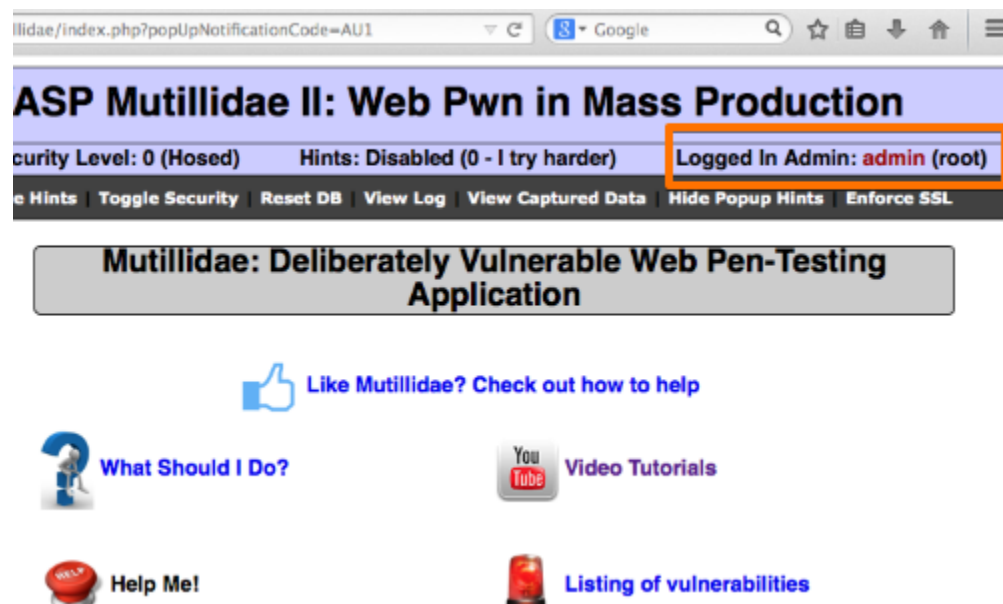 llidae/index.php?popUpNotificationCode=AU1 Google
ASP Mutillidae II: Web Pwn in Mass Production
curity Level: 0 (Hosed) Hints: Disabled (0 - I try harder) Logged In Admin: admin (root)
e Hints | Toggle Security | Reset DB | View Log | View Captured Data | Hide Popup Hints | Enforce SSL
Mutillidae: Deliberately Vulnerable Web Pen-Testing
Application
Like Mutillidae? Check out how to help
What Should I Do?
You
Tube
Video Tutorials
HELP
Help Me!
Listing of vulnerabilities